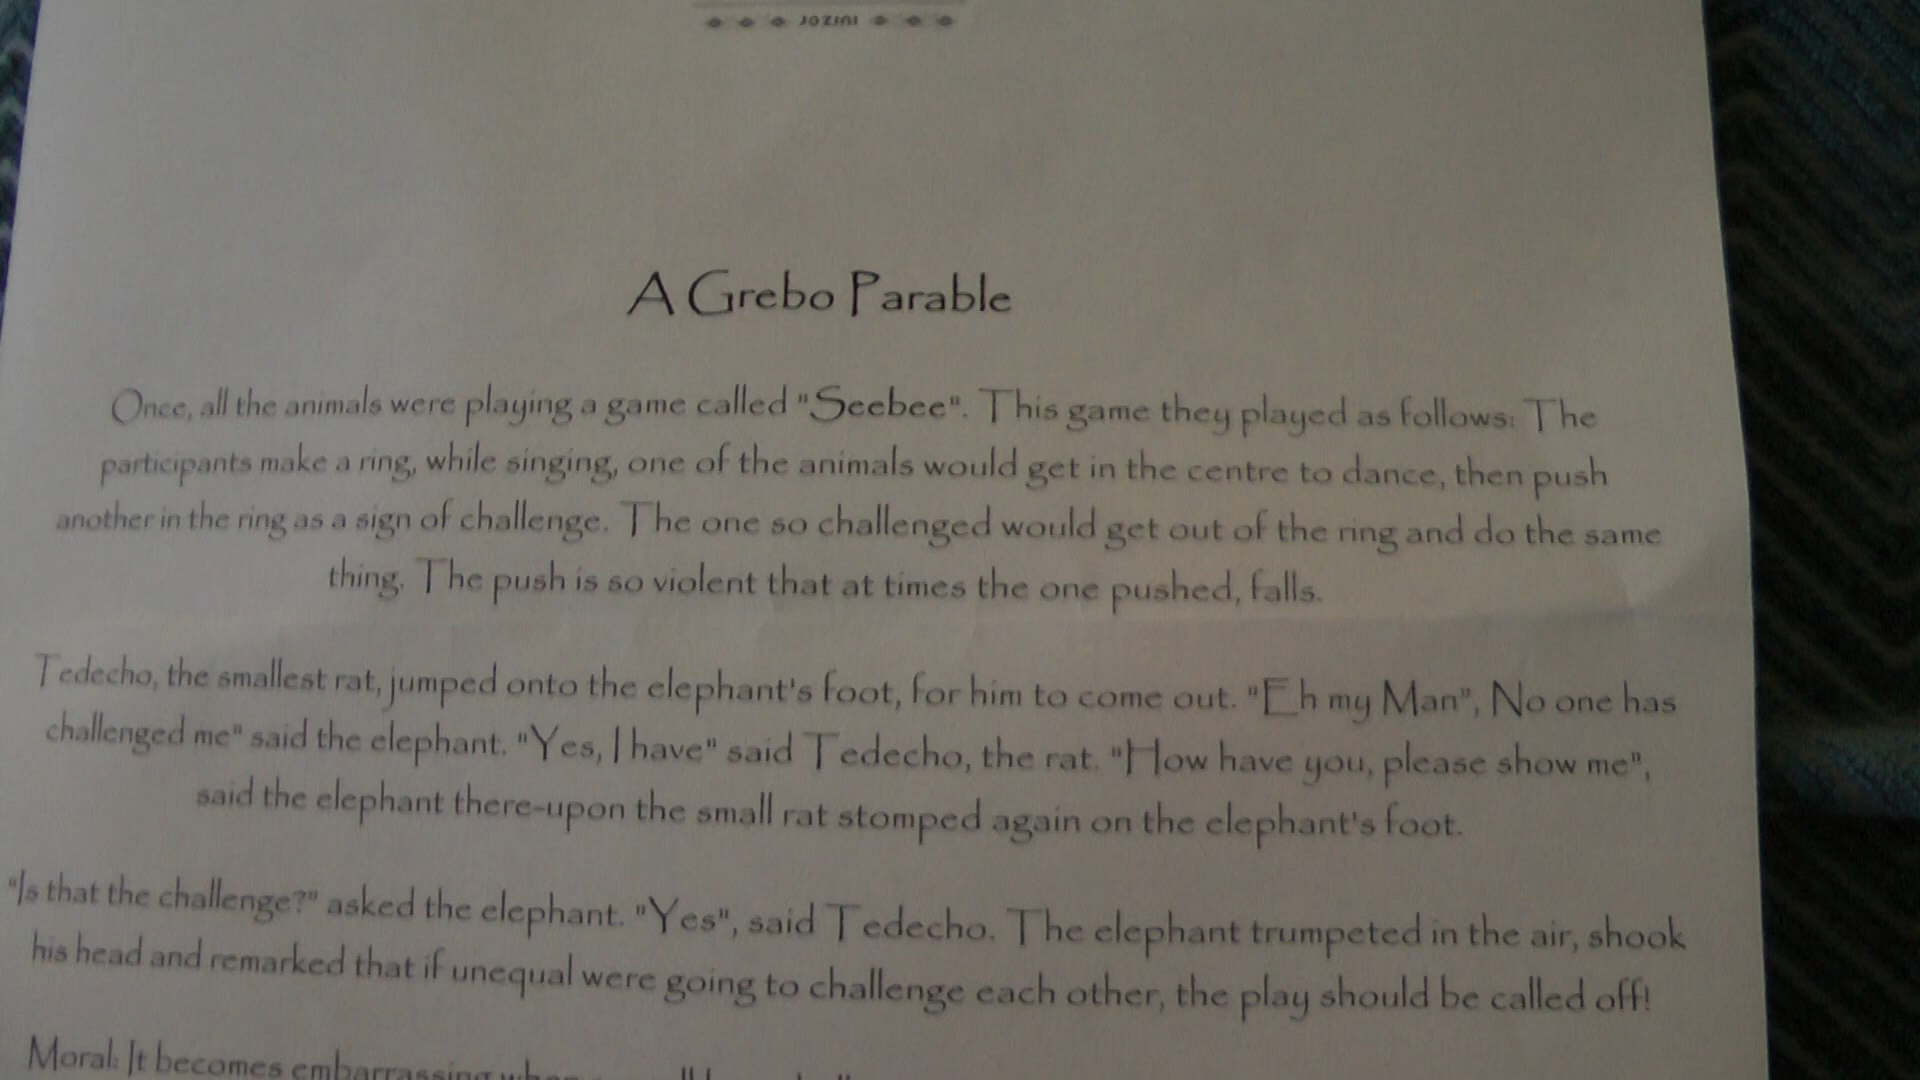 JOZINI
A Grebo Parable
Once, all the animals were playing a game called "Seebee". This game they played as follows: The
participants make a ring, while singing, one of the animals would get in the centre to dance, then push
another in the ring as a sign of challenge. The one so challenged would get out of the ring and do the same
thing. The push is so violent that at times the one pushed, falls.
Tedecho, the smallest rat, jumped onto the elephant's foot, for him to come out. "Eh my Man", No one has
challenged me" said the elephant. "Yes, I have" said Tedecho, the rat. "How have you, please show me",
said the elephant there-upon the small rat stomped again on the elephant's foot.
"Is that the challenge?" asked the elephant. "Yes", said Tedecho. The elephant trumpeted in the air, shook
his head and remarked that if unequal were going to challenge each other, the play should be called off!
Moral: It becomes embarrassing when